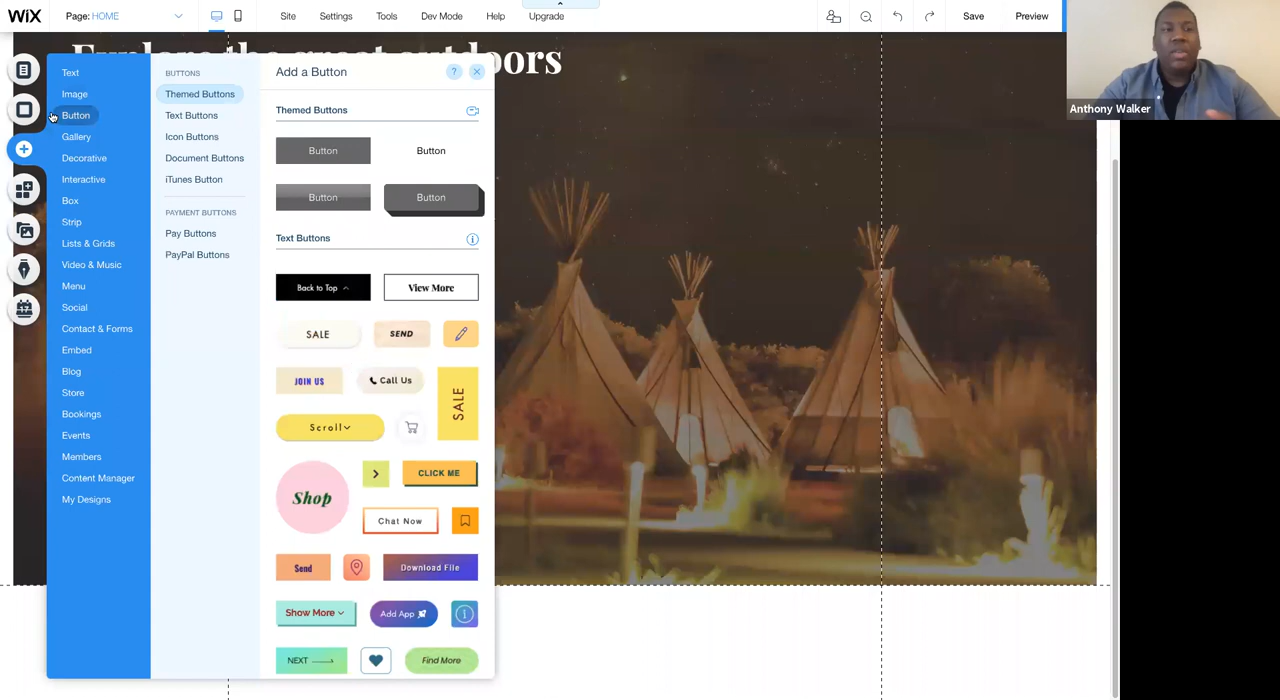 WiX
Page: HOME
Site
Settings
Tools
Dev Mode
Help
Upgrade
Save
Preview
Anthony Walker
Explore the great outdoors
Text
Image
Button
Gallery
Decorative
Interactive
Box
Strip
Lists & Grids
Video & Music
Menu
Social
Contact & Forms
Embed
Blog
Store
Bookings
Events
Members
Content Manager
My Designs
BUTTONS
Themed Buttons
Text Buttons
Icon Buttons
Document Buttons
iTunes Button
PAYMENT BUTTONS
Pay Buttons
PayPal Buttons
Add a Button
?
Themed Buttons
Button
Button
Button
Button
Text Buttons
Back to Top
View More
SALE
SEND
JOIN US
Call Us
SALE
Scroll
Shop
CLICK ME
Chat Now
Send
Download File
Show More
Add App
NEXT
Find More